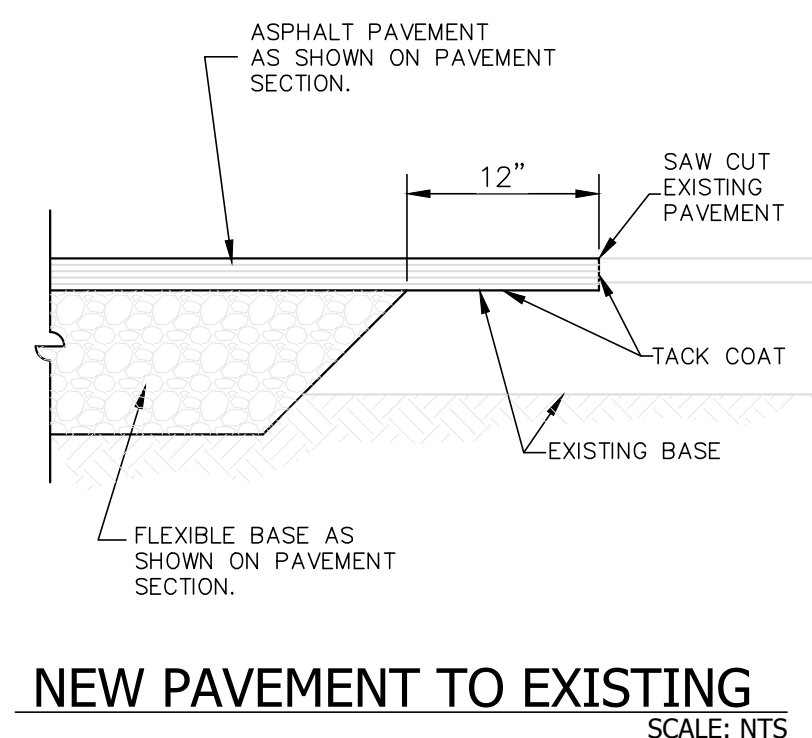 ASPHALT PAVEMENT
AS SHOWN ON PAVEMENT
SECTION.
12"
SAW CUT
EXISTING
PAVEMENT
TACK COAT
EXISTING BASE
FLEXIBLE BASE AS
SHOWN ON PAVEMENT
SECTION.
NEW PAVEMENT TO EXISTING
SCALE: NTS